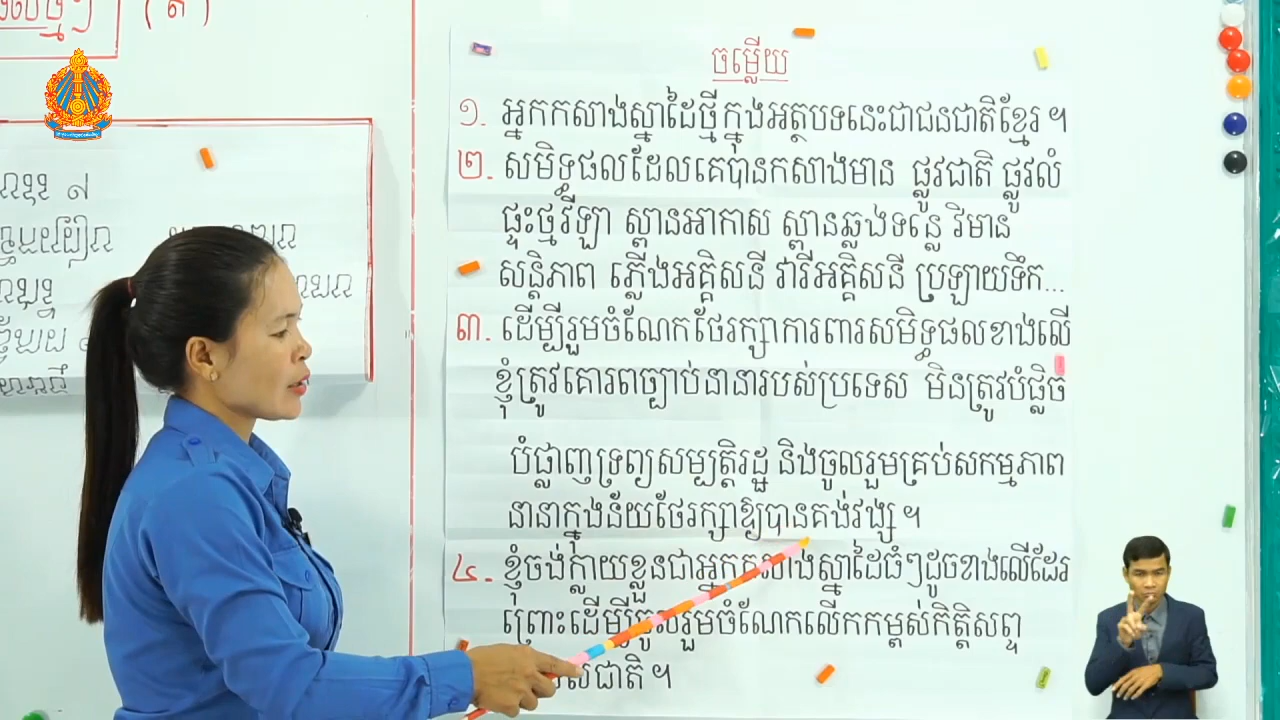 (ត)
ចម្លើយ
១. អ្នកកសាងស្នាដៃថ្មីក្នុងអត្ថបទនេះជាជនជាតិខ្មែរ។
២. សមិទ្ធផលដែលគេបានកសាងមាន ផ្លូវជាតិ ផ្លូវលំ
ផ្ទះថ្មវីឡា ស្ពានអាកាស ស្ពានឆ្លងទន្លេ វិមាន
សន្តិភាព ភ្លើងអគ្គិសនី វារីអគ្គិសនី ប្រឡាយទឹក...
៣. ដើម្បីរួមចំណែកថែរក្សាការពារសមិទ្ធផលខាងលើ
ខ្ញុំត្រូវគោរពច្បាប់នានារបស់ប្រទេស មិនត្រូវបំផ្លិច
បំផ្លាញទ្រព្យសម្បត្តិរដ្ឋ និងចូលរួមគ្រប់សកម្មភាព
នានាក្នុងន័យថែរក្សាឱ្យបានគង់វង្ស។
៤. ខ្ញុំចង់ក្លាយខ្លួនជាអ្នកកសាងស្នាដៃធំៗដូចខាងលើដែរ
ព្រោះដើម្បីចូលរួមចំណែកលើកកម្ពស់កិត្តិសព្ទ
ជាតិ។